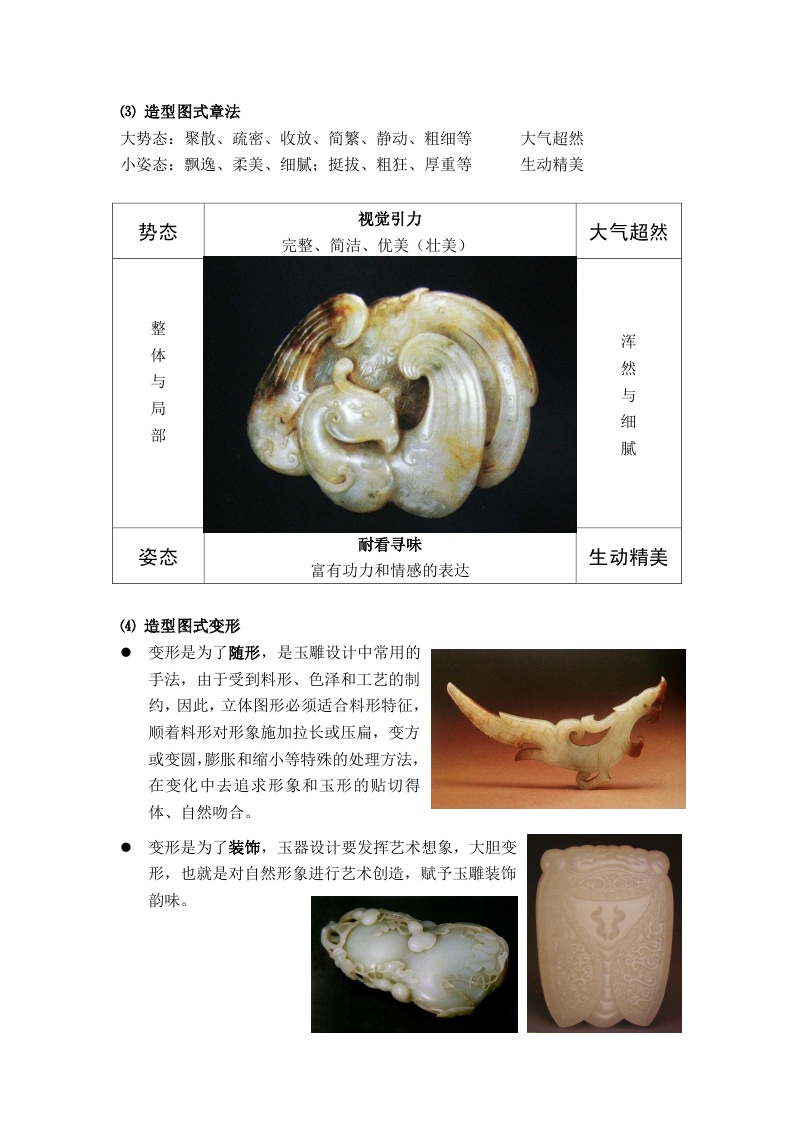 ⑶ 造型图式章法
大势态：聚散、疏密、收放、简繁、静动、粗细等 大气超然
小姿态：飘逸、柔美、细腻；挺拔、粗狂、厚重等 生动精美
势态
视觉引力
完整、简洁、优美（壮美）
大气超然
整
体
与
局
部
浑
然
与
细
腻
姿态
耐看寻味
富有功力和情感的表达
生动精美
⑷ 造型图式变形
● 变形是为了随形，是玉雕设计中常用的
手法，由于受到料形、色泽和工艺的制
约，因此，立体图形必须适合料形特征，
顺着料形对形象施加拉长或压扁，变方
或变圆，膨胀和缩小等特殊的处理方法，
在变化中去追求形象和玉形的贴切得
体、自然吻合。
● 变形是为了装饰，玉器设计要发挥艺术想象，大胆变
形，也就是对自然形象进行艺术创造，赋予玉雕装饰
韵味。